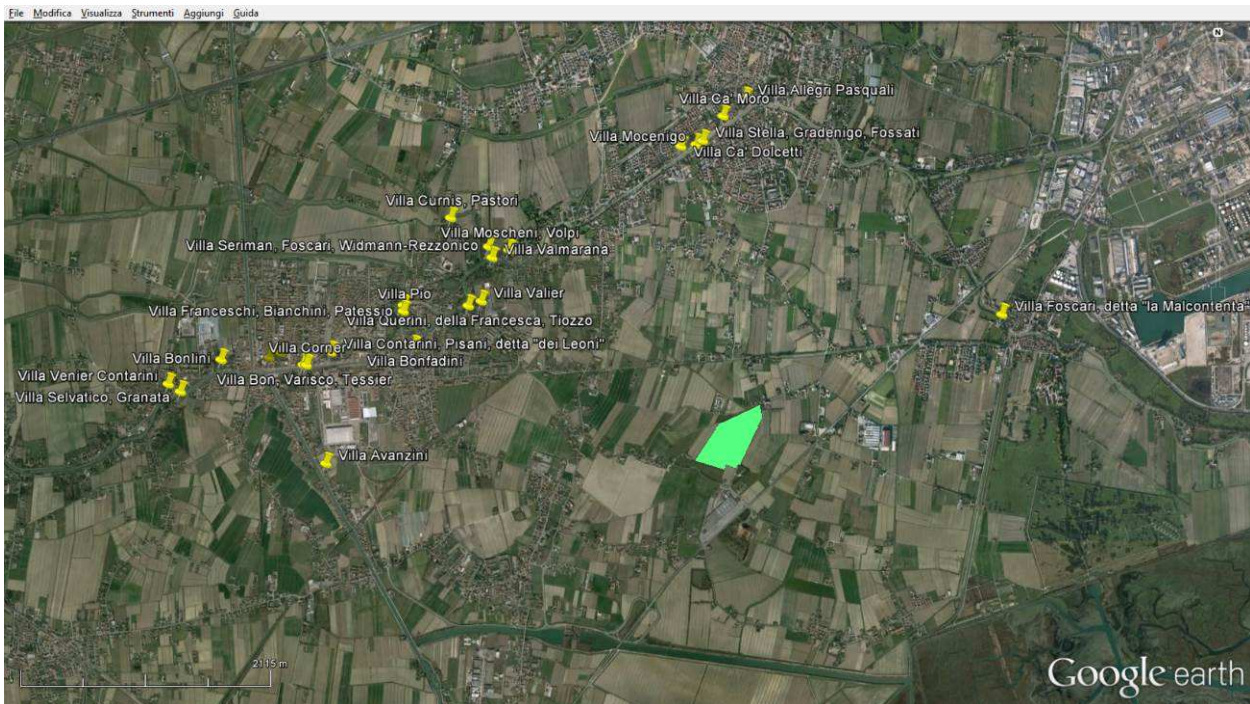 File Modifica Visualizza Strumenti Aggiungi Guida
N
Villa Allegri Pasquali
Villa Ca' Moro
Villa Stella, Gradenigo, Fossati
Villa Mocenigo
Villa Ca' Dolcetti
Villa Curnis, Pastori
Villa Moscheni, Volpi
Villa Seriman, Foscari, Widmann-Rezzonico
Villa Valmarana
Villa Pio
Villa Valier
Villa Foscari, detta "la Malcontenta"
Villa Franceschi, Bianchini, Patessio
Villa Querini, della Francesca, Tiozzo
Villa Contarini, Pisani, detta "dei Leoni"
Villa Corner
Villa Bonlini
Villa Bonfadini
Villa Venier Contarini
Villa Bon, Varisco, Tessier
Villa Selvatico, Granata
Villa Avanzini
2115 m
Google earth